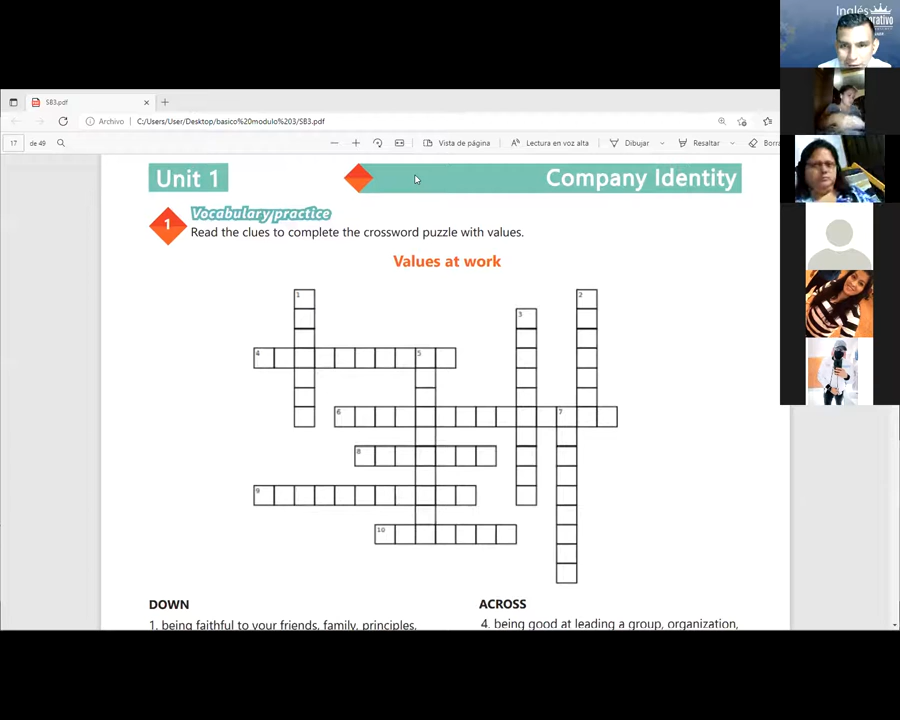 Inglés
SB3.pdf
Archivo C:/Users/User/Desktop/basico%20modulo%203/SB3.pdf
17 de 49 Vista de página Lectura en voz alta Dibujar Resaltar Borra
Unit 1 Company Identity
1 Vocabulary practice
Read the clues to complete the crossword puzzle with values.
Values at work
1
2
3
4
5
6
7
8
9
10
DOWN ACROSS
1. being faithful to your friends, family, principles, 4. being good at leading a group, organization,